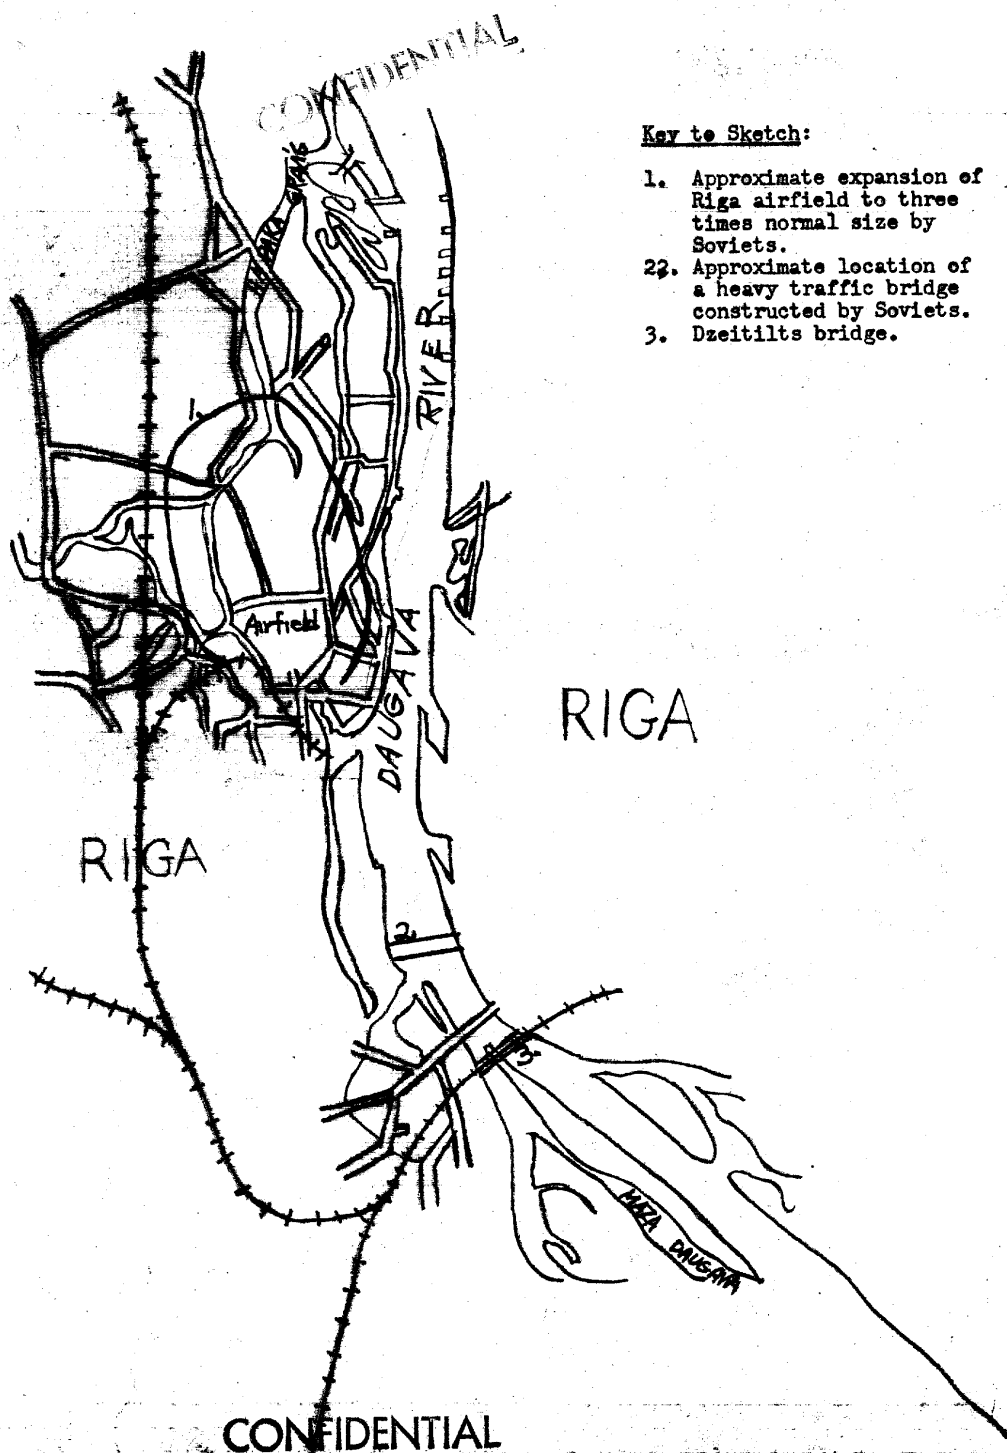 CONFIDENTIAL
Key to Sketch:
1. Approximate expansion of
Riga airfield to three
times normal size by
Soviets.
22. Approximate location of
a heavy traffic bridge
constructed by Soviets.
3. Dzeitilts bridge.
GRAVIS
RIVER
1.
Airfield
DAUGAVA
RIGA
RIGA
2.
3.
MAZA DAUGAVA
CONFIDENTIAL